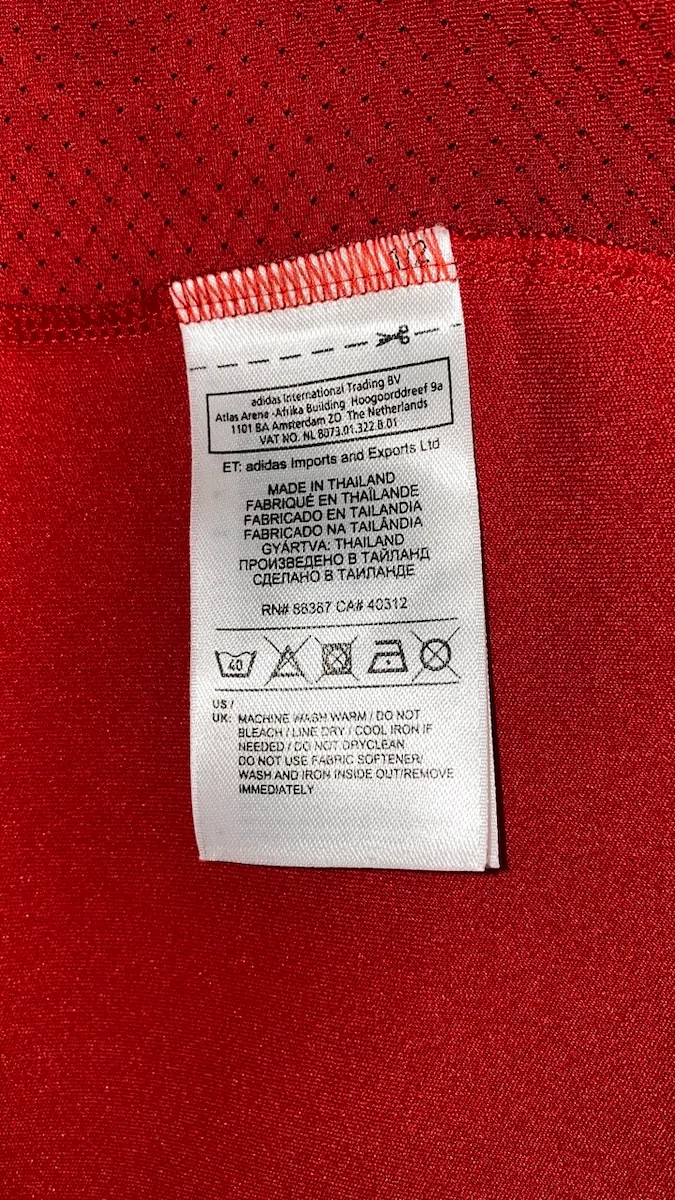 1/2
adidas International Trading BV
Atlas Arene -Afrika Building Hoogoorddreef 9a
1101 BA Amsterdam ZO The Netherlands
VAT NO. NL 8073.01.322.B.01
ET: adidas Imports and Exports Ltd
MADE IN THAILAND
FABRIQUÉ EN THAÏLANDE
FABRICADO EN TAILANDIA
FABRICADO NA TAILÂNDIA
GYÁRTVA: THAILAND
ПРОИЗВЕДЕНО В ТАЙЛАНД
СДЕЛАНО В ТАИЛАНДЕ
RN# 88387 CA# 40312
40
US /
UK: MACHINE WASH WARM / DO NOT
BLEACH / LINE DRY / COOL IRON IF
NEEDED / DO NOT DRYCLEAN
DO NOT USE FABRIC SOFTENER/
WASH AND IRON INSIDE OUT/REMOVE
IMMEDIATELY